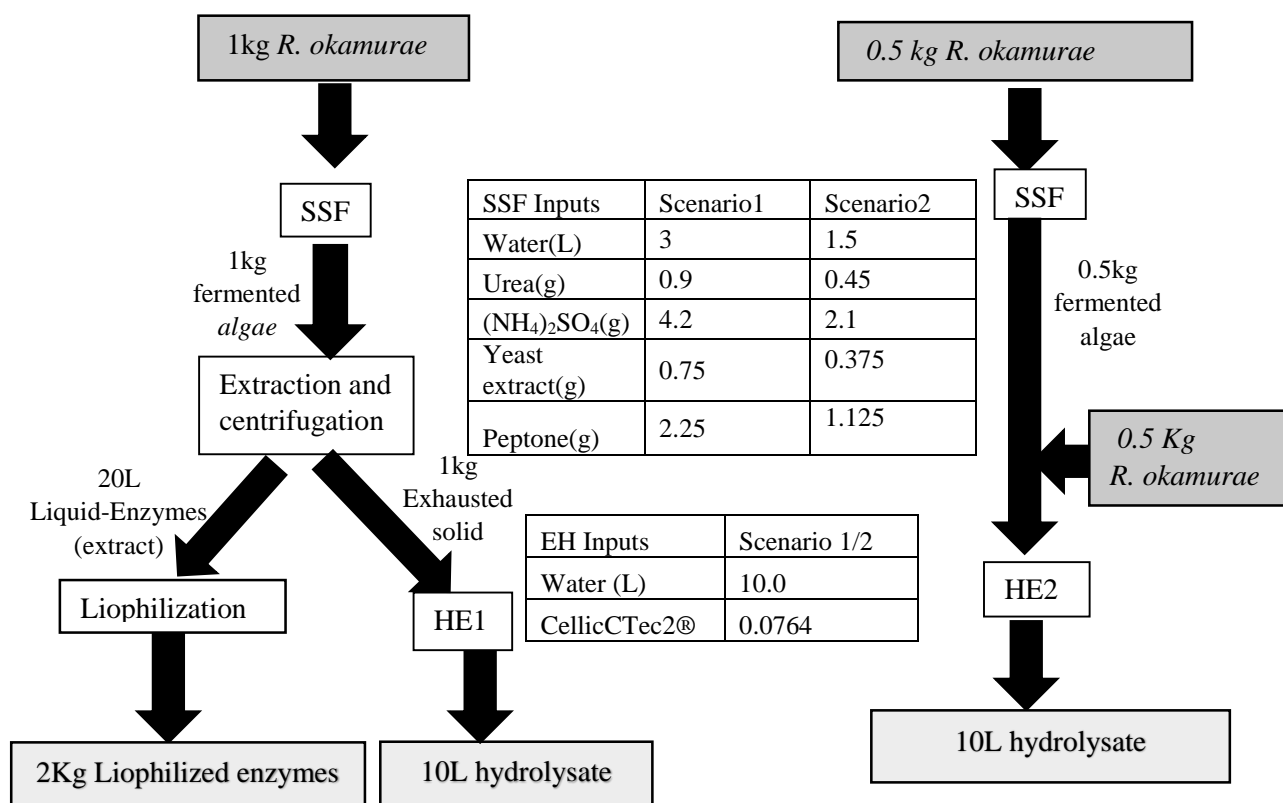 1kg R. okamurae
SSF
1kg
fermented
algae
Extraction and
centrifugation
20L
Liquid-Enzymes
(extract)
1kg
Exhausted
solid
Liophilization
HE1
2Kg Liophilized enzymes
10L hydrolysate
SSF Inputs Scenario1 Scenario2
Water(L) 3 1.5
Urea(g) 0.9 0.45
(NH4)2SO4(g) 4.2 2.1
Yeast
extract(g) 0.75 0.375
Peptone(g) 2.25 1.125
EH Inputs Scenario 1/2
Water (L) 10.0
CellicCTec2® 0.0764
0.5 kg R. okamurae
SSF
0.5kg
fermented
algae
0.5 Kg
R. okamurae
HE2
10L hydrolysate